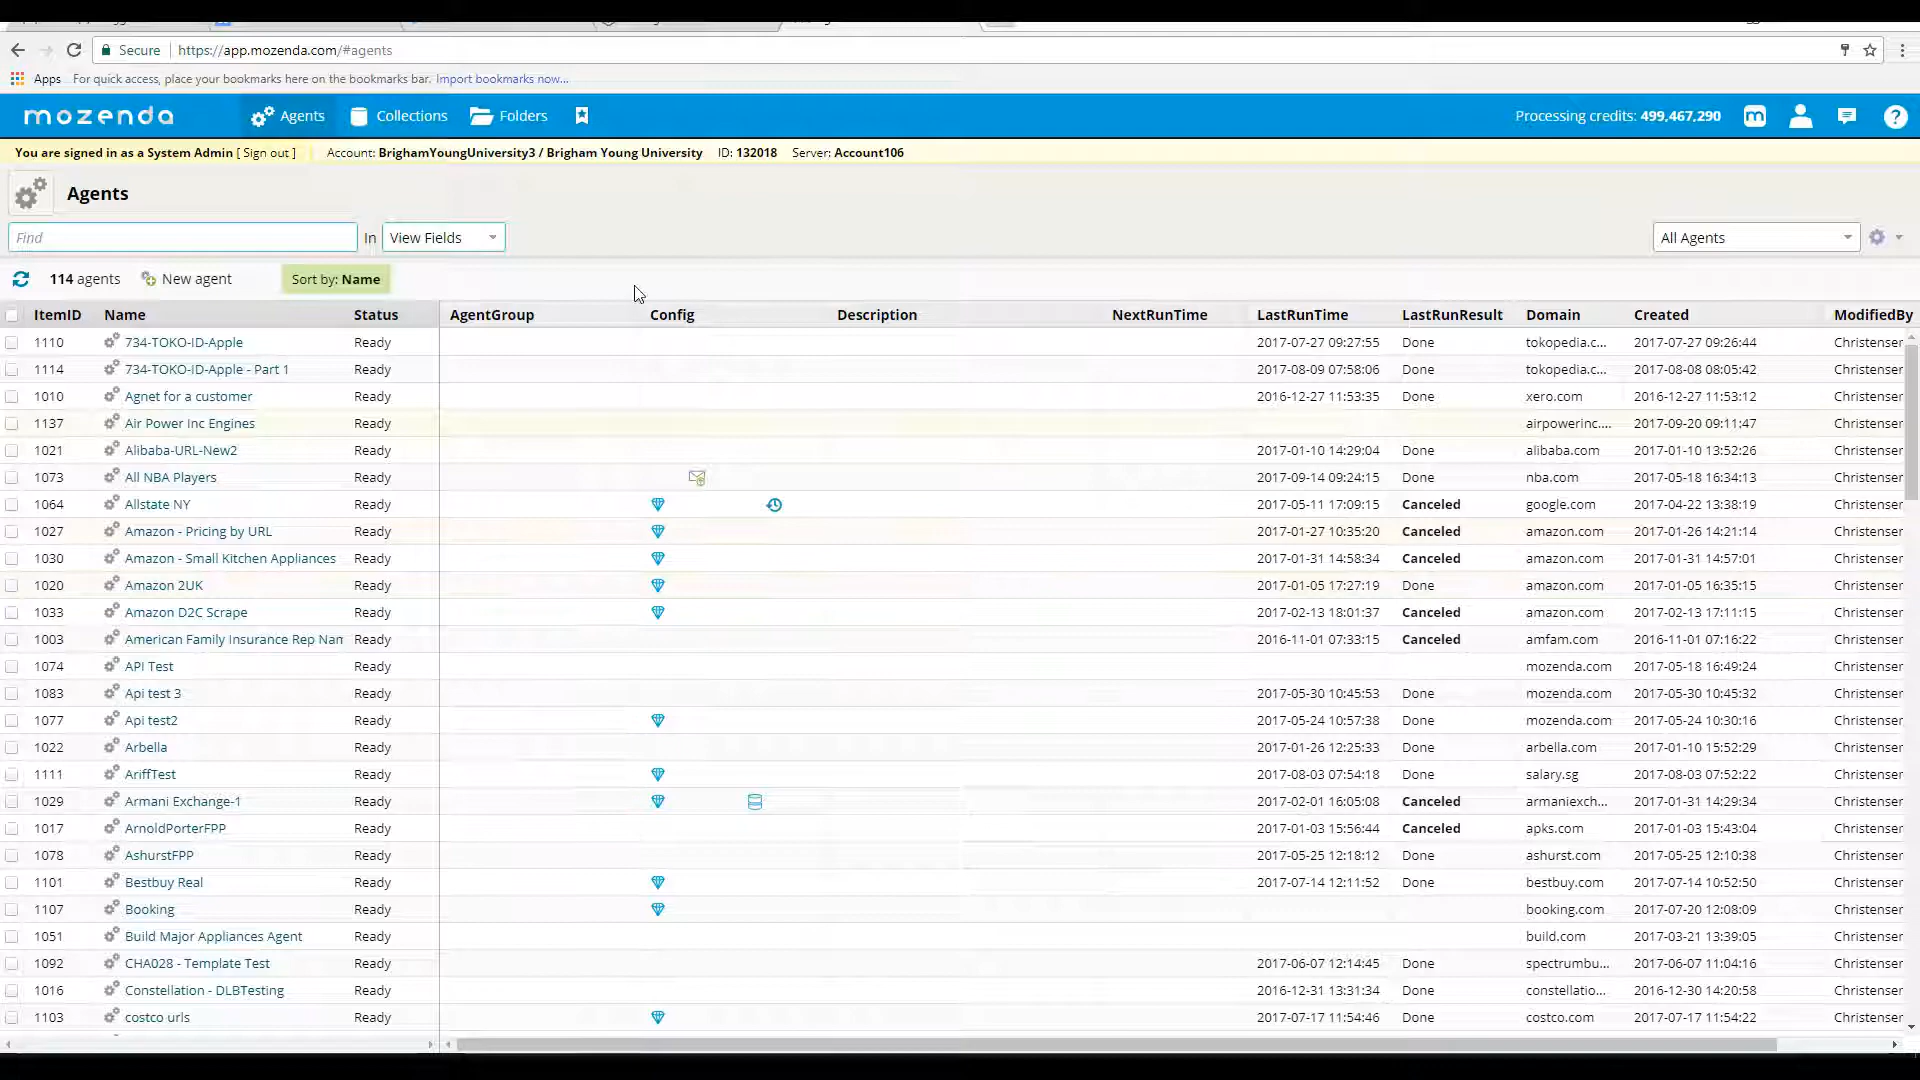 Secure https://app.mozenda.com/#agents
Apps For quick access, place your bookmarks here on the bookmarks bar. Import bookmarks now...
mozenda Agents Collections Folders Processing credits: 499,467,290 m ?
You are signed in as a System Admin [ Sign out ] Account: BrighamYoungUniversity3 / Brigham Young University ID: 132018 Server: Account106
Agents
Find In View Fields All Agents
114 agents New agent Sort by: Name
ItemID Name Status AgentGroup Config Description NextRunTime LastRunTime LastRunResult Domain Created ModifiedBy
1110 734-TOKO-ID-Apple Ready 2017-07-27 09:27:55 Done tokopedia.c... 2017-07-27 09:26:44 Christenser
1114 734-TOKO-ID-Apple - Part 1 Ready 2017-08-09 07:58:06 Done tokopedia.c... 2017-08-08 08:05:42 Christenser
1010 Agnet for a customer Ready 2016-12-27 11:53:35 Done xero.com 2016-12-27 11:53:12 Christenser
1137 Air Power Inc Engines Ready airpowerinc.... 2017-09-20 09:11:47 Christenser
1021 Alibaba-URL-New2 Ready 2017-01-10 14:29:04 Done alibaba.com 2017-01-10 13:52:26 Christenser
1073 All NBA Players Ready 2017-09-14 09:24:15 Done nba.com 2017-05-18 16:34:13 Christenser
1064 Allstate NY Ready 2017-05-11 17:09:15 Canceled google.com 2017-04-22 13:38:19 Christenser
1027 Amazon - Pricing by URL Ready 2017-01-27 10:35:20 Canceled amazon.com 2017-01-26 14:21:14 Christenser
1030 Amazon - Small Kitchen Appliances Ready 2017-01-31 14:58:34 Canceled amazon.com 2017-01-31 14:57:01 Christenser
1020 Amazon 2UK Ready 2017-01-05 17:27:19 Done amazon.com 2017-01-05 16:35:15 Christenser
1033 Amazon D2C Scrape Ready 2017-02-13 18:01:37 Canceled amazon.com 2017-02-13 17:11:15 Christenser
1003 American Family Insurance Rep Nan Ready 2016-11-01 07:33:15 Canceled amfam.com 2016-11-01 07:16:22 Christenser
1074 API Test Ready mozenda.com 2017-05-18 16:49:24 Christenser
1083 Api test 3 Ready 2017-05-30 10:45:53 Done mozenda.com 2017-05-30 10:45:32 Christenser
1077 Api test2 Ready 2017-05-24 10:57:38 Done mozenda.com 2017-05-24 10:30:16 Christenser
1022 Arbella Ready 2017-01-26 12:25:33 Done arbella.com 2017-01-10 15:52:29 Christenser
1111 AriffTest Ready 2017-08-03 07:54:18 Done salary.sg 2017-08-03 07:52:22 Christenser
1029 Armani Exchange-1 Ready 2017-02-01 16:05:08 Canceled armaniexch... 2017-01-31 14:29:34 Christenser
1017 ArnoldPorterFPP Ready 2017-01-03 15:56:44 Canceled apks.com 2017-01-03 15:43:04 Christenser
1078 AshurstFPP Ready 2017-05-25 12:18:12 Done ashurst.com 2017-05-25 12:10:38 Christenser
1101 Bestbuy Real Ready 2017-07-14 12:11:52 Done bestbuy.com 2017-07-14 10:52:50 Christenser
1107 Booking Ready booking.com 2017-07-20 12:08:09 Christenser
1051 Build Major Appliances Agent Ready build.com 2017-03-21 13:39:05 Christenser
1092 CHA028 - Template Test Ready 2017-06-07 12:14:45 Done spectrumbu... 2017-06-07 11:04:16 Christenser
1016 Constellation - DLBTesting Ready 2016-12-31 13:31:34 Done constellatio... 2016-12-30 14:20:58 Christenser
1103 costco urls Ready 2017-07-17 11:54:46 Done costco.com 2017-07-17 11:54:22 Christenser